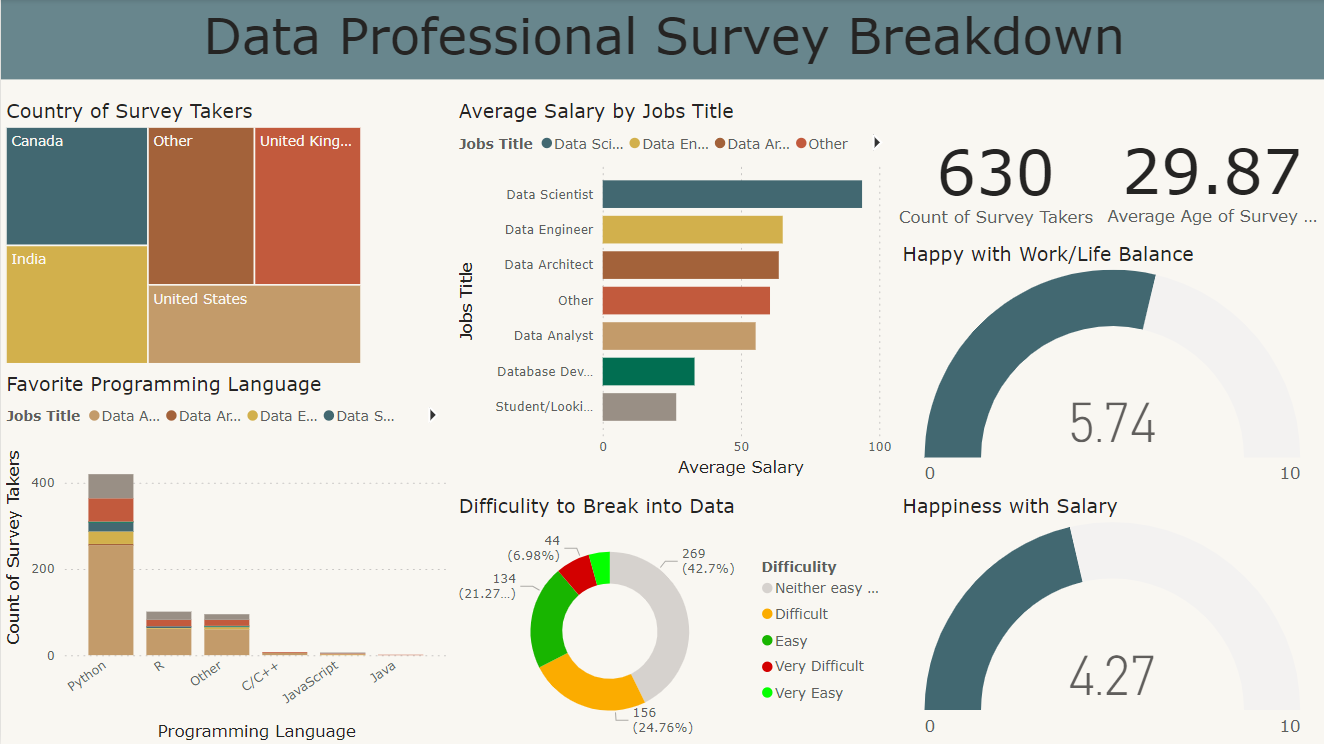 Data Professional Survey Breakdown
Country of Survey Takers
Canada
Other
United King...
India
United States
Average Salary by Jobs Title
Jobs Title Data Sci... Data En... Data Ar... Other
Data Scientist
Data Engineer
Data Architect
Other
Data Analyst
Database Dev...
Student/Looki...
Jobs Title
0 50 100
Average Salary
630
Count of Survey Takers
29.87
Average Age of Survey ...
Happy with Work/Life Balance
5.74
0 10
Favorite Programming Language
Jobs Title Data A... Data Ar... Data E... Data S...
Count of Survey Takers
400
200
0
Python R Other C/C++ JavaScript Java
Programming Language
Difficulity to Break into Data
44
(6.98%)
269
(42.7%)
134
(21.27...)
156
(24.76%)
Difficulty
Neither easy ...
Difficult
Easy
Very Difficult
Very Easy
Happiness with Salary
4.27
0 10